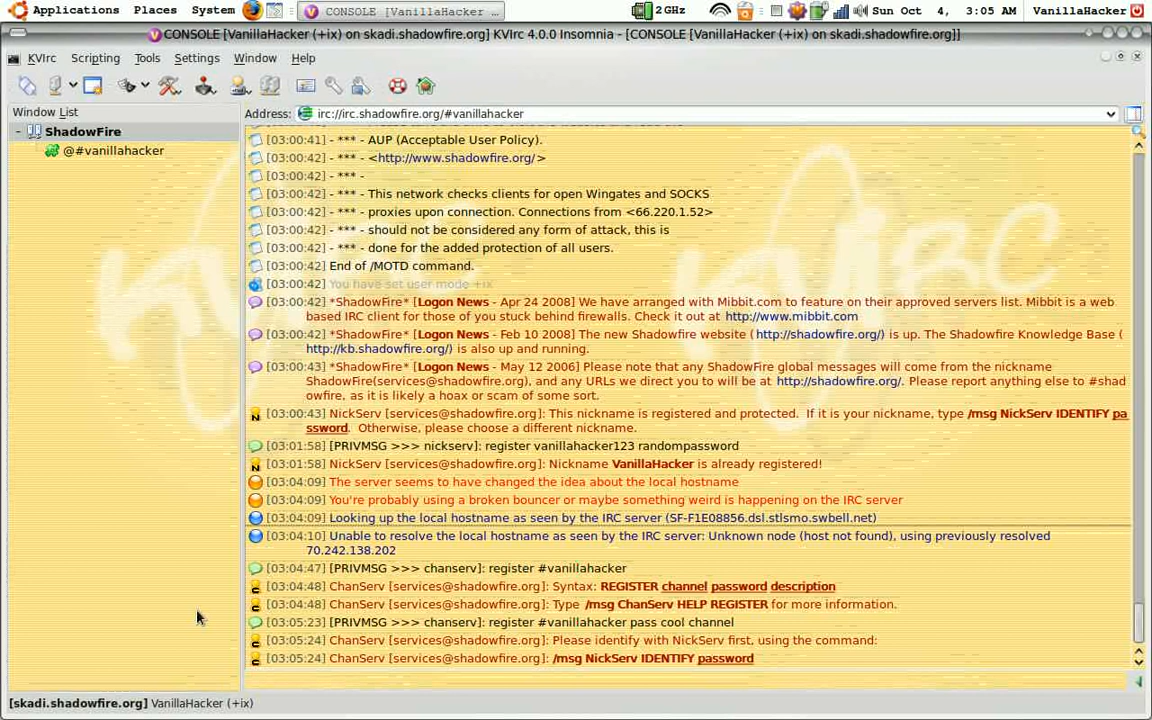 Applications Places System CONSOLE [VanillaHacker ... 2 GHz Sun Oct 4, 3:05 AM VanillaHacker
CONSOLE [VanillaHacker (+ix) on skadi.shadowfire.org] KVIrc 4.0.0 Insomnia - [CONSOLE [VanillaHacker (+ix) on skadi.shadowfire.org]]
KVIrc Scripting Tools Settings Window Help
Window List
ShadowFire
@#vanillahacker
Address: irc://irc.shadowfire.org/#vanillahacker
[03:00:41] - *** - AUP (Acceptable User Policy).
[03:00:42] - *** - <http://www.shadowfire.org/>
[03:00:42] - *** -
[03:00:42] - *** - This network checks clients for open Wingates and SOCKS
[03:00:42] - *** - proxies upon connection. Connections from <66.220.1.52>
[03:00:42] - *** - should not be considered any form of attack, this is
[03:00:42] - *** - done for the added protection of all users.
[03:00:42] End of /MOTD command.
[03:00:42] You have set user mode +ix
[03:00:42] *ShadowFire* [Logon News - Apr 24 2008] We have arranged with Mibbit.com to feature on their approved servers list. Mibbit is a web
based IRC client for those of you stuck behind firewalls. Check it out at http://www.mibbit.com
[03:00:42] *ShadowFire* [Logon News - Feb 10 2008] The new Shadowfire website ( http://shadowfire.org/) is up. The Shadowfire Knowledge Base (
http://kb.shadowfire.org/) is also up and running.
[03:00:43] *ShadowFire* [Logon News - May 12 2006] Please note that any ShadowFire global messages will come from the nickname
ShadowFire(services@shadowfire.org), and any URLs we direct you to will be at http://shadowfire.org/. Please report anything else to #shad
owfire, as it is likely a hoax or scam of some sort.
[03:00:43] NickServ [services@shadowfire.org]: This nickname is registered and protected. If it is your nickname, type /msg NickServ IDENTIFY pa
ssword. Otherwise, please choose a different nickname.
[03:01:58] [PRIVMSG >>> nickserv]: register vanillahacker123 randompassword
[03:01:58] NickServ [services@shadowfire.org]: Nickname VanillaHacker is already registered!
[03:04:09] The server seems to have changed the idea about the local hostname
[03:04:09] You're probably using a broken bouncer or maybe something weird is happening on the IRC server
[03:04:09] Looking up the local hostname as seen by the IRC server (SF-F1E08856.dsl.stlsmo.swbell.net)
[03:04:10] Unable to resolve the local hostname as seen by the IRC server: Unknown node (host not found), using previously resolved
70.242.138.202
[03:04:47] [PRIVMSG >>> chanserv]: register #vanillahacker
[03:04:48] ChanServ [services@shadowfire.org]: Syntax: REGISTER channel password description
[03:04:48] ChanServ [services@shadowfire.org]: Type /msg ChanServ HELP REGISTER for more information.
[03:05:23] [PRIVMSG >>> chanserv]: register #vanillahacker pass cool channel
[03:05:24] ChanServ [services@shadowfire.org]: Please identify with NickServ first, using the command:
[03:05:24] ChanServ [services@shadowfire.org]: /msg NickServ IDENTIFY password
[skadi.shadowfire.org] VanillaHacker (+ix)